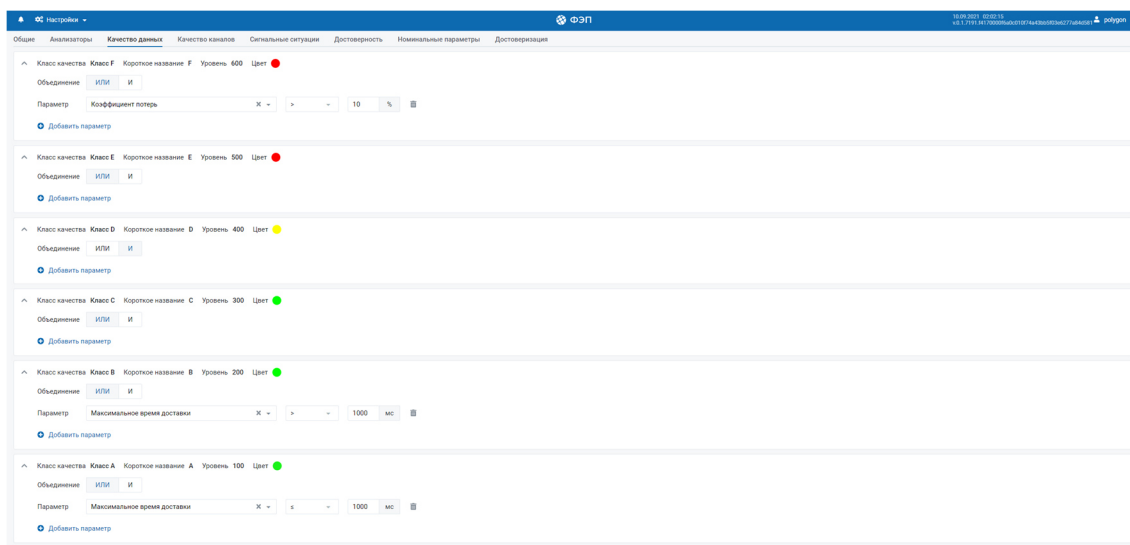 Настройки
ФЭП
10.09.2021 02:02:15
polygon
Общие Анализаторы Качество данных Качество каналов Сигнальные ситуации Достоверность Номинальные параметры Достоверизация
Класс качества Класс F Короткое название F Уровень 600 Цвет
Объединение ИЛИ И
Параметр Коэффициент потерь > 10 %
Добавить параметр
Класс качества Класс E Короткое название E Уровень 500 Цвет
Объединение ИЛИ И
Добавить параметр
Класс качества Класс D Короткое название D Уровень 400 Цвет
Объединение ИЛИ И
Добавить параметр
Класс качества Класс C Короткое название C Уровень 300 Цвет
Объединение ИЛИ И
Добавить параметр
Класс качества Класс B Короткое название B Уровень 200 Цвет
Объединение ИЛИ И
Параметр Максимальное время доставки > 1000 мс
Добавить параметр
Класс качества Класс A Короткое название A Уровень 100 Цвет
Объединение ИЛИ И
Параметр Максимальное время доставки ≤ 1000 мс
Добавить параметр